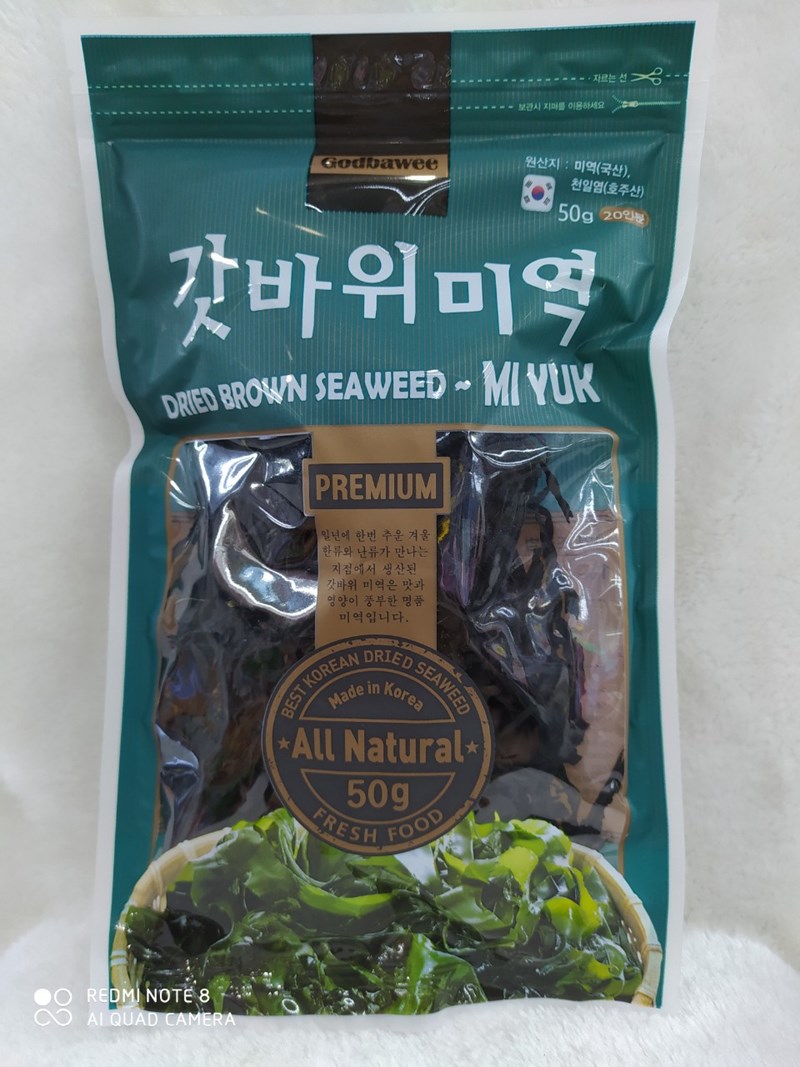 자르는 선
보관시 지퍼를 이용하세요
Godbawee
원산지 : 미역(국산),
천일염(호주산)
50g 20인분
갓바위미역
DRIED BROWN SEAWEED ~ MI YUK
PREMIUM
일년에 한번 추운 겨울
한류와 난류가 만나는
지점에서 생산된
갓바위 미역은 맛과
영양이 풍부한 명품
미역입니다.
BEST KOREAN DRIED SEAWEED
Made in Korea
All Natural
50g
FRESH FOOD
REDMI NOTE 8
AI QUAD CAMERA